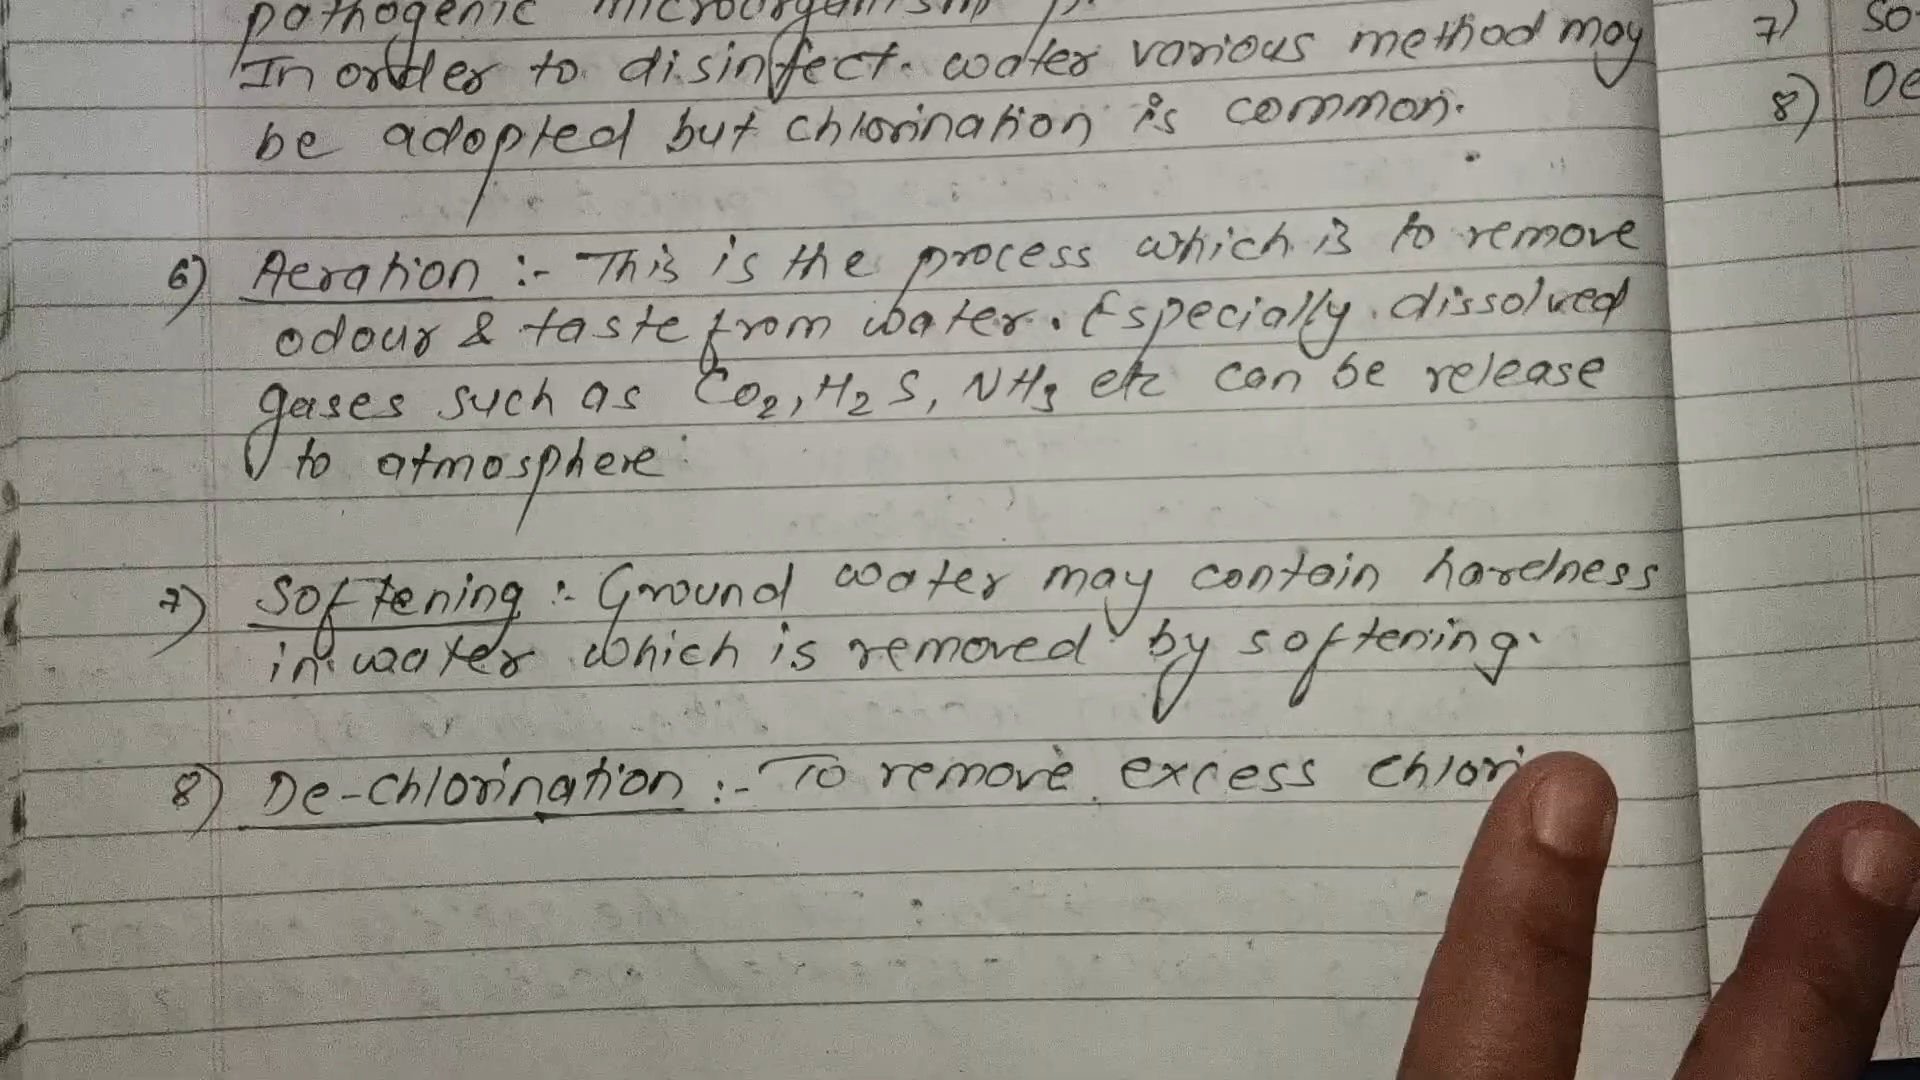 pathogenic microorganism
In order to disinfect. water various method may
be adopted but chlorination is common.
6) Aeration :- This is the process which is to remove
odour & taste from water. Especially dissolved
gases such as CO2, H2S, NH3 etc can be release
to atmosphere
7) Softening :- Ground water may contain hardness
in water which is removed by softening.
8) De-chlorination :- To remove excess chlori
7) So
8) De